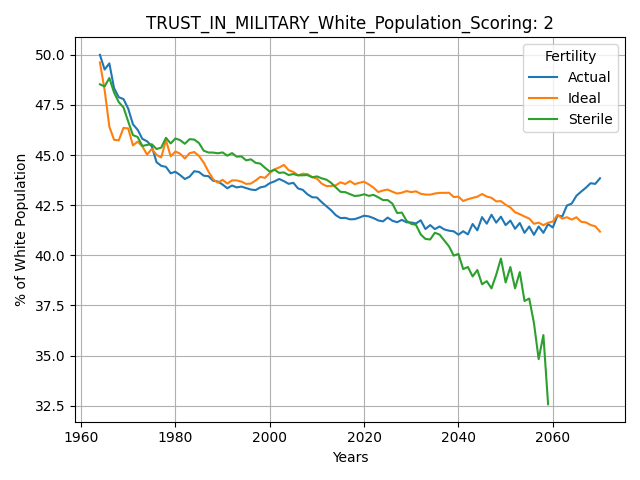 TRUST_IN_MILITARY_White_Population_Scoring: 2
% of White Population
50.0
47.5
45.0
42.5
40.0
37.5
35.0
32.5
Fertility
Actual
Ideal
Sterile
1960
1980
2000
2020
2040
2060
Years